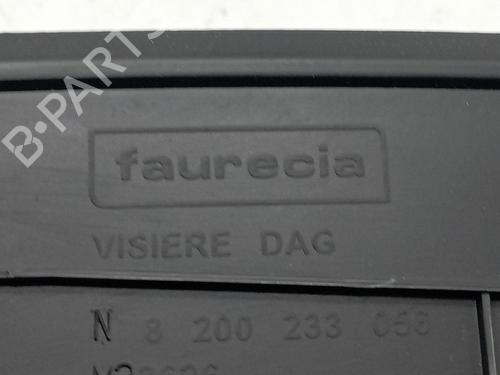 B-PARTS
faurecia
VISIERE DAG
N 8 200 233 056